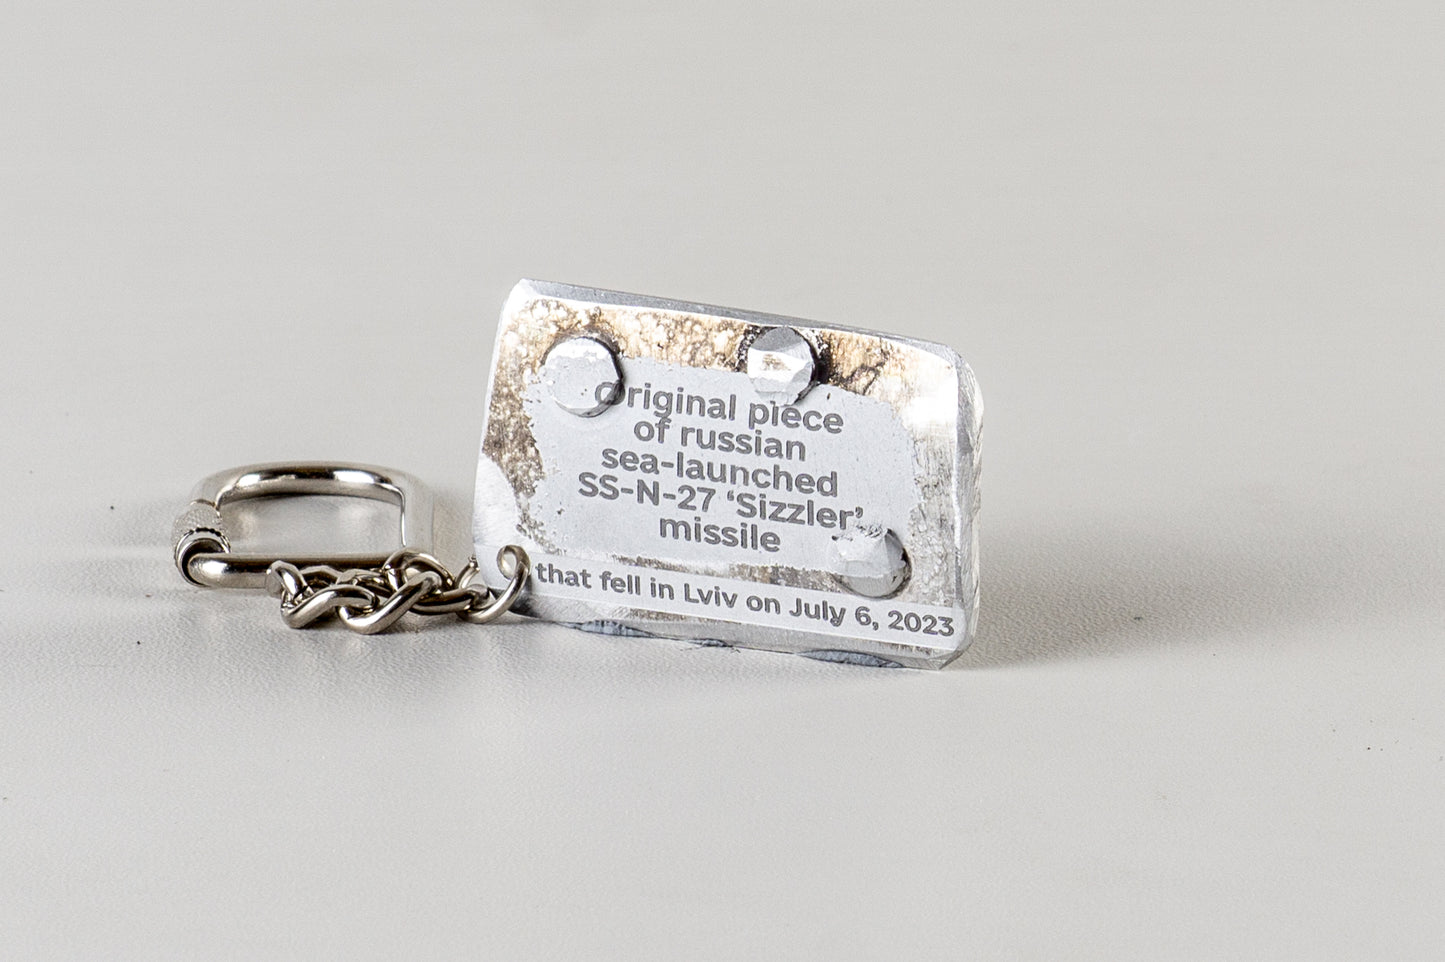 Original piece
of russian
sea-launched
SS-N-27 ‘Sizzler’
missile
that fell in Lviv on July 6, 2023